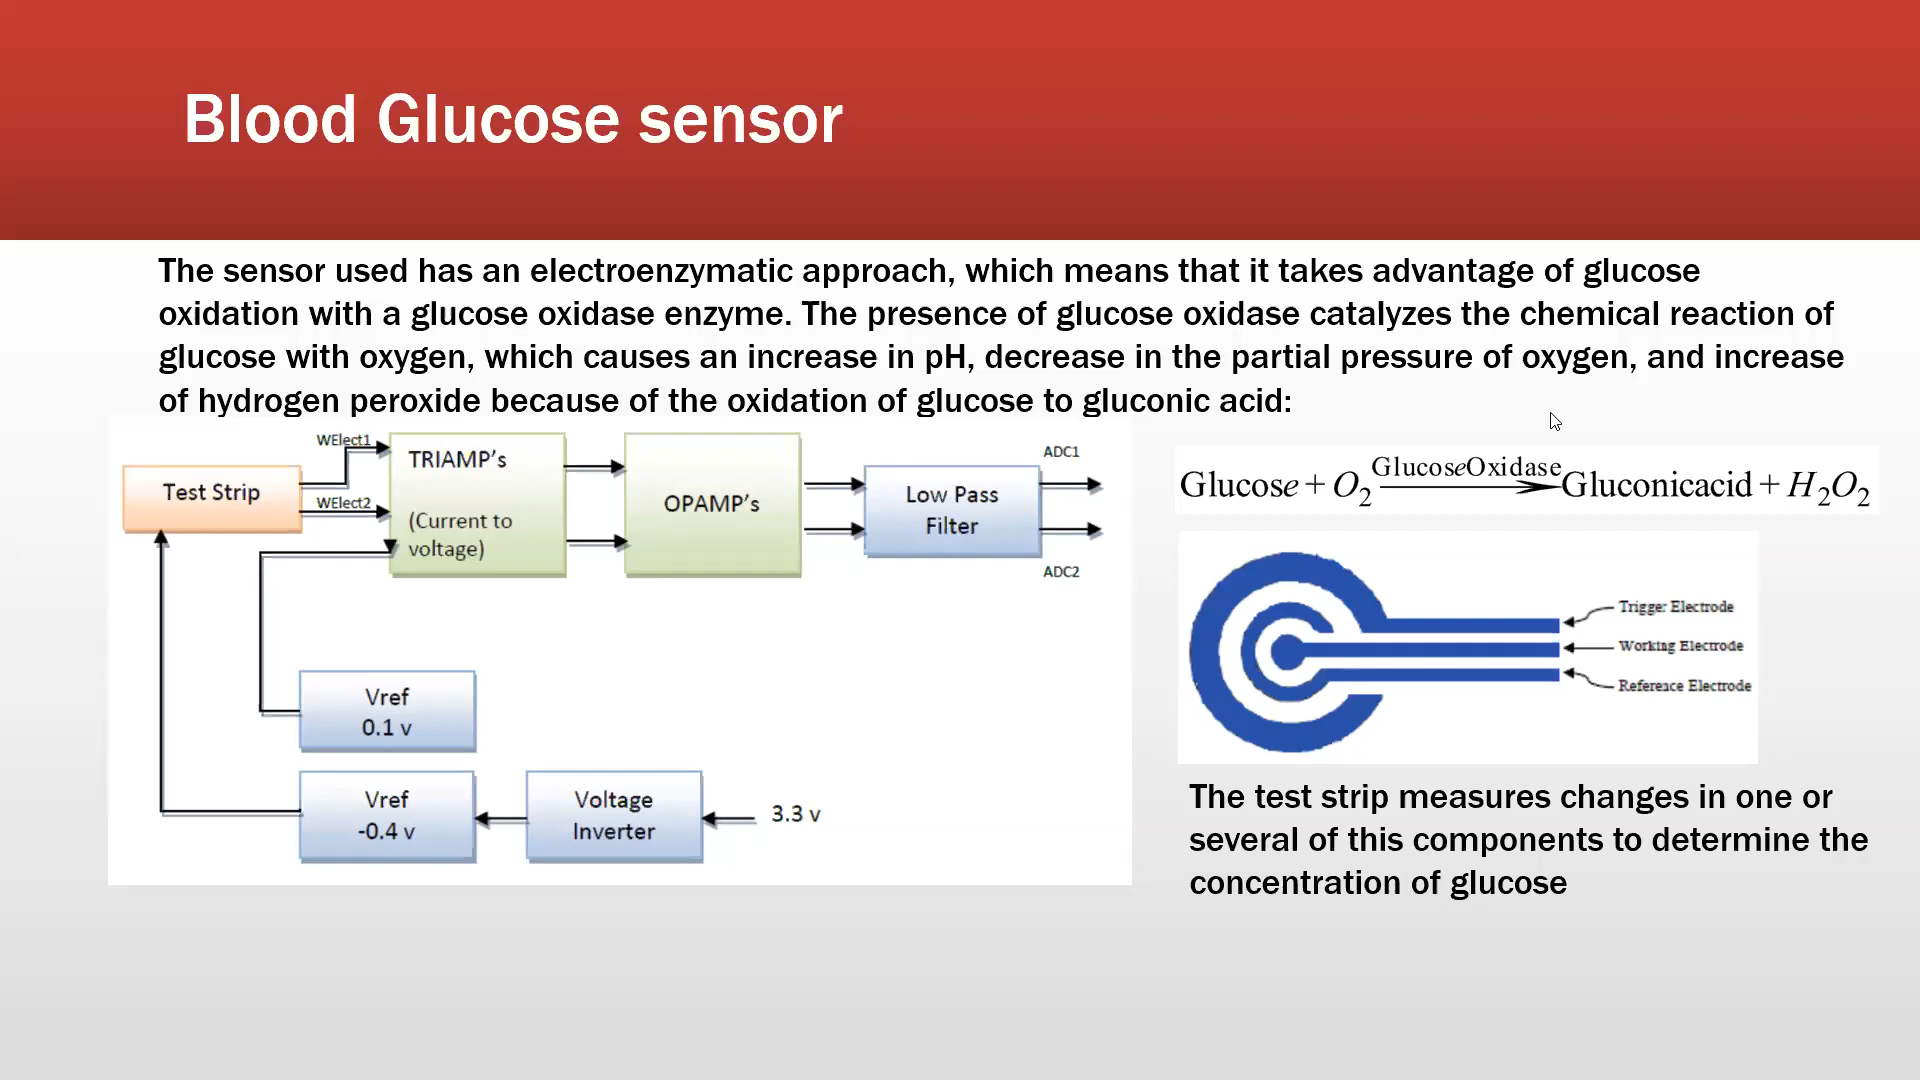 Blood Glucose sensor
The sensor used has an electroenzymatic approach, which means that it takes advantage of glucose
oxidation with a glucose oxidase enzyme. The presence of glucose oxidase catalyzes the chemical reaction of
glucose with oxygen, which causes an increase in pH, decrease in the partial pressure of oxygen, and increase
of hydrogen peroxide because of the oxidation of glucose to gluconic acid:
Test Strip
WElect1
WElect2
TRIAMP's
(Current to
voltage)
OPAMP's
Low Pass
Filter
ADC1
ADC2
Vref
0.1 v
Vref
-0.4 v
Voltage
Inverter
3.3 v
Glucose + O₂ GlucoseOxidase Gluconicacid + H₂O₂
Trigger Electrode
Working Electrode
Reference Electrode
The test strip measures changes in one or
several of this components to determine the
concentration of glucose